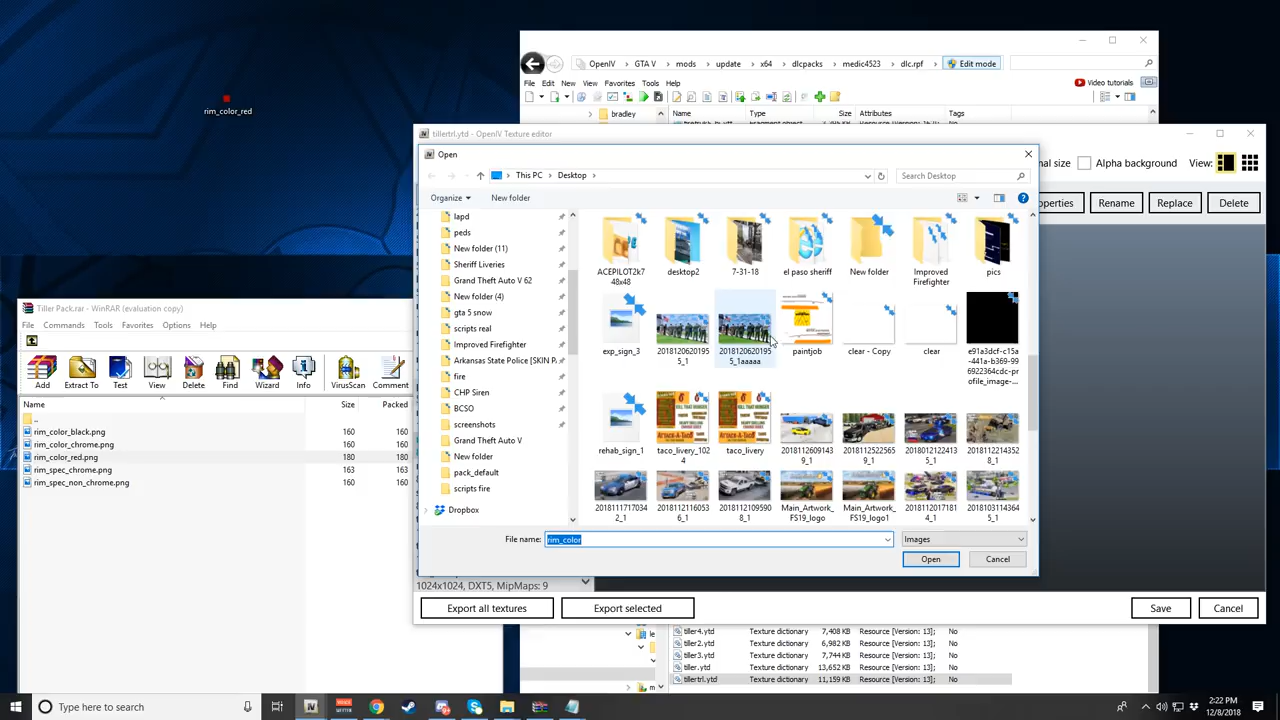 rim_color_red
OpenIV
GTA V
mods
update
x64
dlcpacks
medic4523
dlc.rpf
Edit mode
File Edit View Favorites Tools Help
Video tutorials
bradley
Name
Size
Attributes
Tags
tillertrl.ytd - OpenIV Texture editor
Alpha background
View:
Rename
Replace
Delete
Open
This PC
Desktop
Search Desktop
Organize
New folder
lapd
peds
New folder (11)
Sheriff Liveries
Grand Theft Auto V 62
New folder (4)
gta 5 snow
scripts real
Improved Firefighter
Arkansas State Police [SKIN PA
fire
CHP Siren
BCSO
screenshots
Grand Theft Auto V
New folder
pack_default
scripts fire
Dropbox
ACEPILOT2k7
48x48
desktop2
7-31-18
el paso sheriff
New folder
Improved
Firefighter
pics
exp_sign_3
2018120620195
5_1
2018120620195
5_1aaaaa
paintjob
clear - Copy
clear
e91a3dcf-c15a
-441a-b369-99
6922364cdc-pr
ofile_image-...
rehab_sign_1
taco_livery_102
4
taco_livery
2018112609143
9_1
2018112522565
9_1
2018012122413
5_1
2018112214352
8_1
2018111717034
2_1
2018112116053
6_1
2018112109590
8_1
Main_Artwork_
FS19_logo
Main_Artwork_
FS19_logo1
2018112017181
4_1
2018103114364
5_1
File name:
rim_color
Images
Open
Cancel
1024x1024, DXT5, MipMaps: 9
Export all textures
Export selected
Save
Cancel
Tiller Pack.rar - WinRAR (evaluation copy)
File Commands Tools Favorites Options Help
Add
Extract To
Test
View
Delete
Find
Wizard
Info
VirusScan
Comment
Name
Size
Packed
..
rim_color_black.png 160 160
rim_color_chrome.png 160 160
rim_color_red.png 180 180
rim_spec_chrome.png 163 163
rim_spec_non_chrome.png 160 160
tiller4.ytd Texture dictionary 7,408 KB Resource [Version: 13]; No
tiller2.ytd Texture dictionary 6,982 KB Resource [Version: 13]; No
tiller3.ytd Texture dictionary 7,744 KB Resource [Version: 13]; No
tiller.ytd Texture dictionary 13,652 KB Resource [Version: 13]; No
tillertrl.ytd Texture dictionary 11,159 KB Resource [Version: 13]; No
Type here to search
2:22 PM
12/8/2018